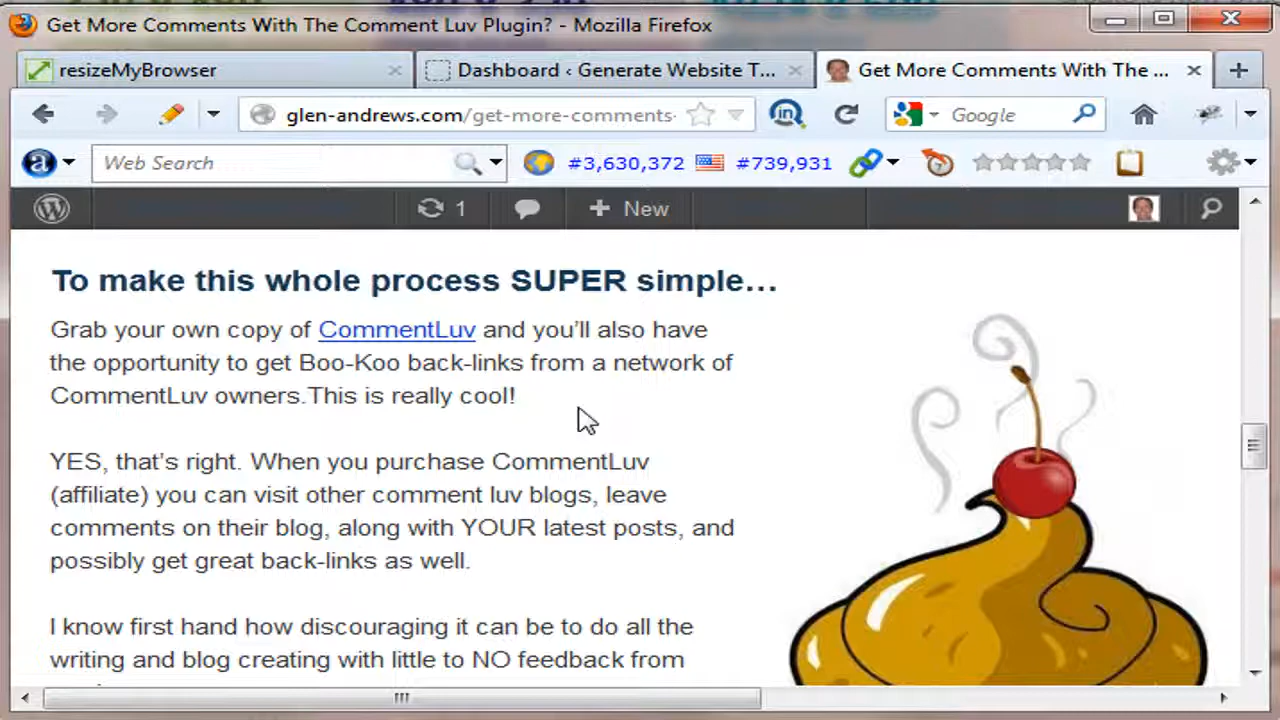 Get More Comments With The Comment Luv Plugin? - Mozilla Firefox
resizeMyBrowser
Dashboard ‹ Generate Website T...
Get More Comments With The ...
glen-andrews.com/get-more-comments-
Google
Web Search
#3,630,372
#739,931
1
New
To make this whole process SUPER simple…
Grab your own copy of CommentLuv and you’ll also have
the opportunity to get Boo-Koo back-links from a network of
CommentLuv owners.This is really cool!
YES, that’s right. When you purchase CommentLuv
(affiliate) you can visit other comment luv blogs, leave
comments on their blog, along with YOUR latest posts, and
possibly get great back-links as well.
I know first hand how discouraging it can be to do all the
writing and blog creating with little to NO feedback from